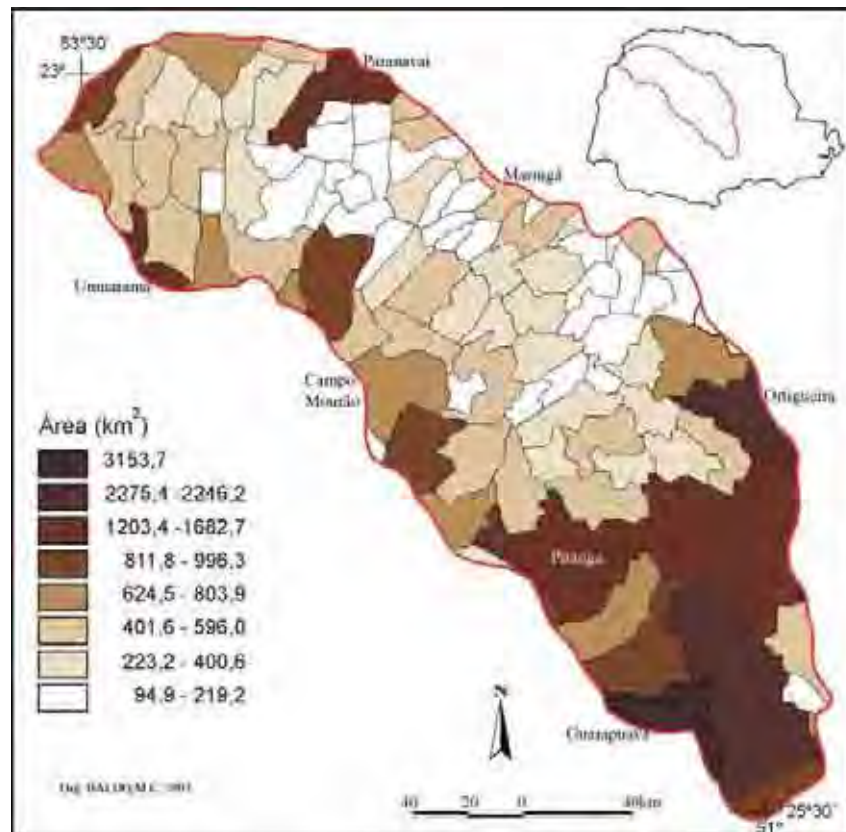 53°30'
23°
Paranavaí
Maringá
Umuarama
Campo
Mourão
Ortigueira
Área (km²)
3153,7
2275,4 -2246,2
1203,4 -1682,7
811,8 - 996,3
624,5 - 803,9
401,6 - 596,0
223,2 - 400,6
94,9 - 219,2
Pitanga
N
Guarapuava
40 20 0 40km
25°30'
51°